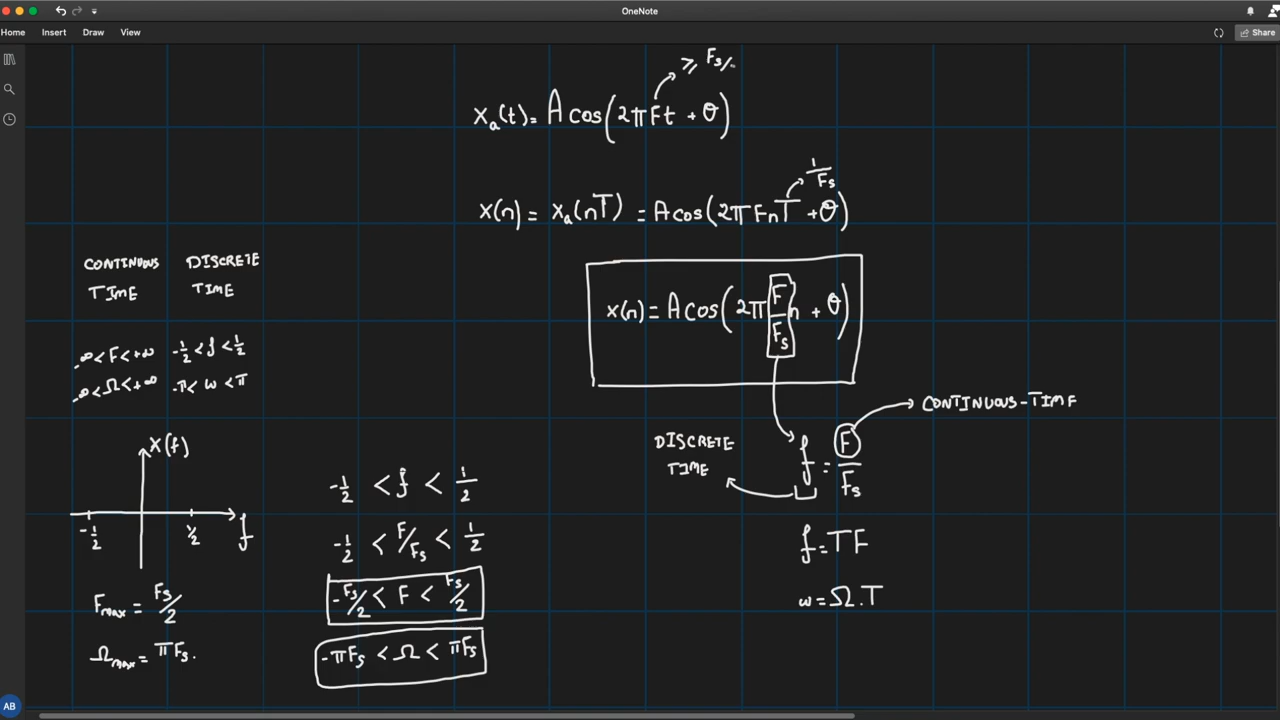 OneNote
Home Insert Draw View Share
≥ Fs/
xa(t)= A cos(2πFt + θ)
1/Fs
x(n) = xa(nT) = A cos(2πFnT + θ)
CONTINUOUS TIME
DISCRETE TIME
x(n) = A cos(2π F/Fs n + θ)
-∞ < F < +∞
-1/2 < f < 1/2
-∞ < Ω < +∞
-π < w < π
CONTINUOUS-TIME
DISCRETE TIME
f = F/Fs
X(f)
-1/2 1/2 f
-1/2 < f < 1/2
-1/2 < F/Fs < 1/2
f = TF
-Fs/2 < F < Fs/2
w = Ω.T
Fmax = Fs/2
Ωmax = πFs.
-πFs < Ω < πFs
AB